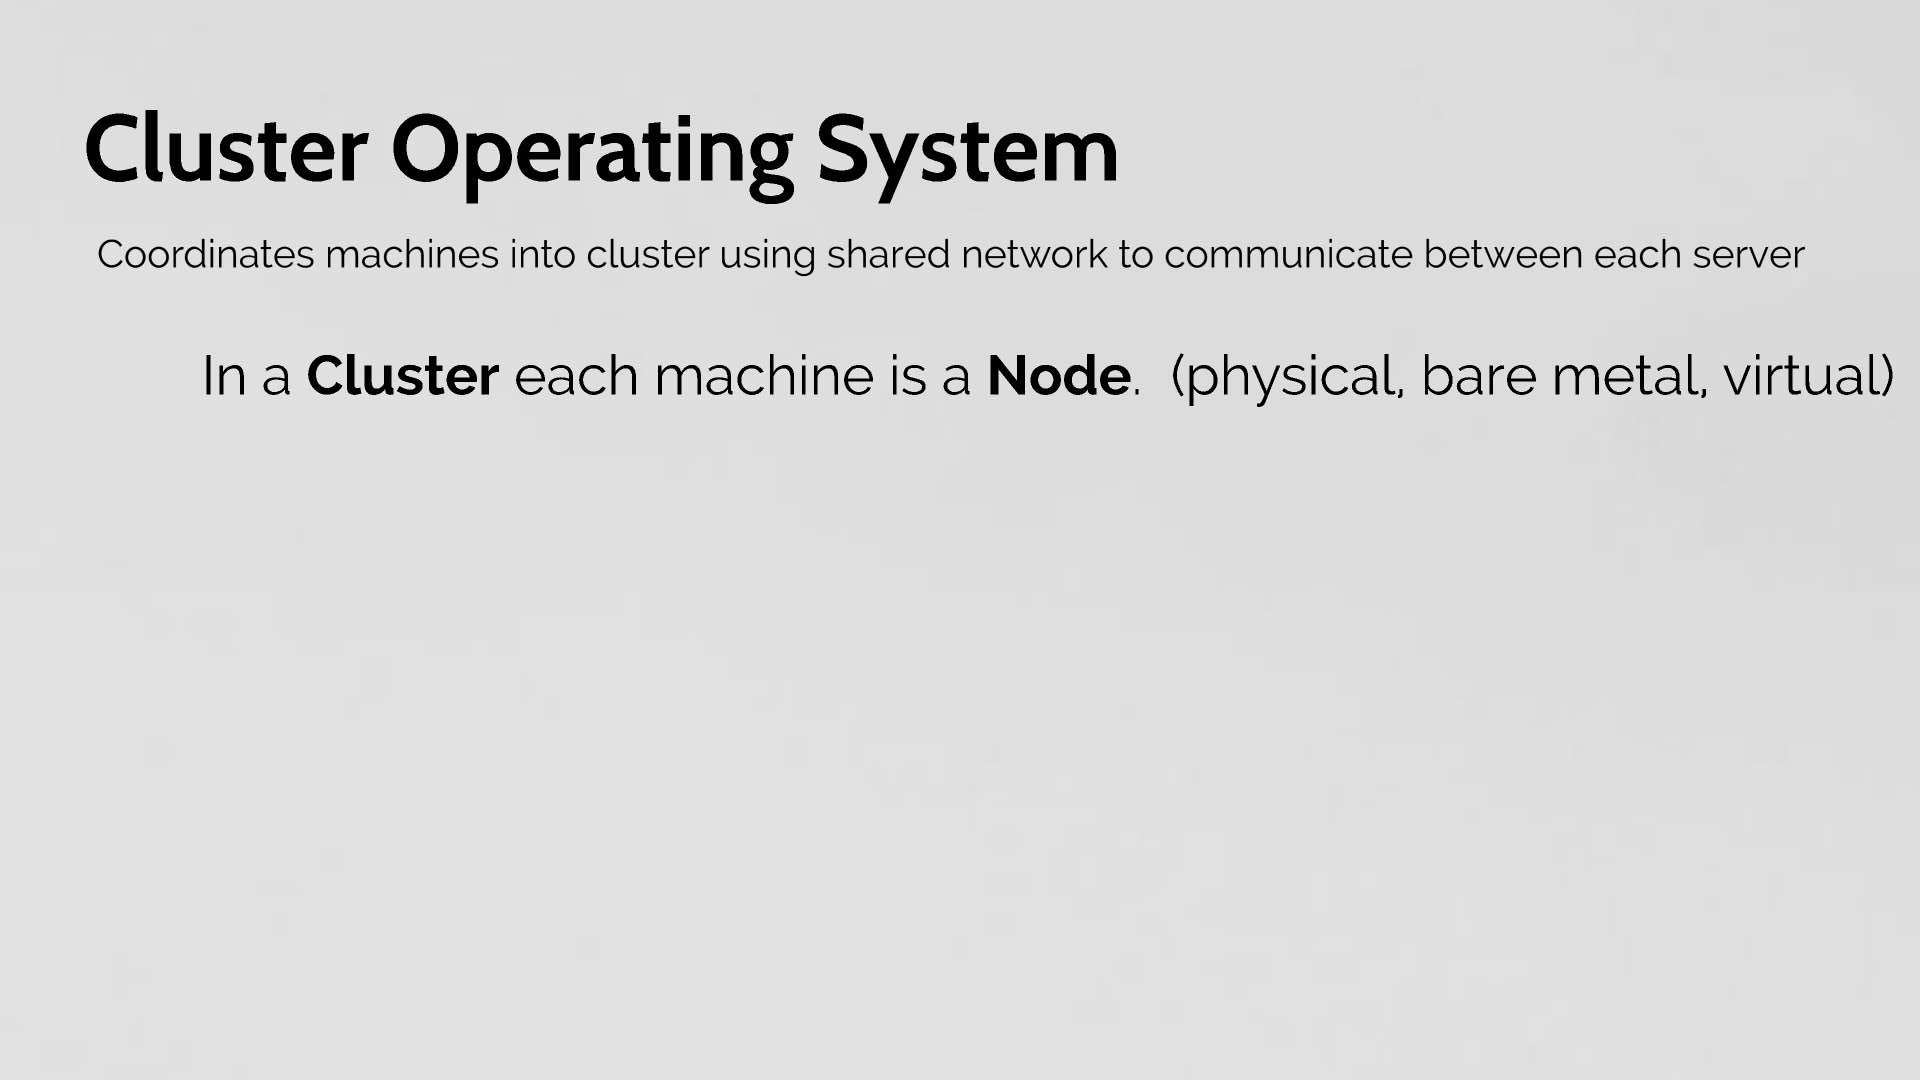 Cluster Operating System
Coordinates machines into cluster using shared network to communicate between each server
In a Cluster each machine is a Node.  (physical, bare metal, virtual)